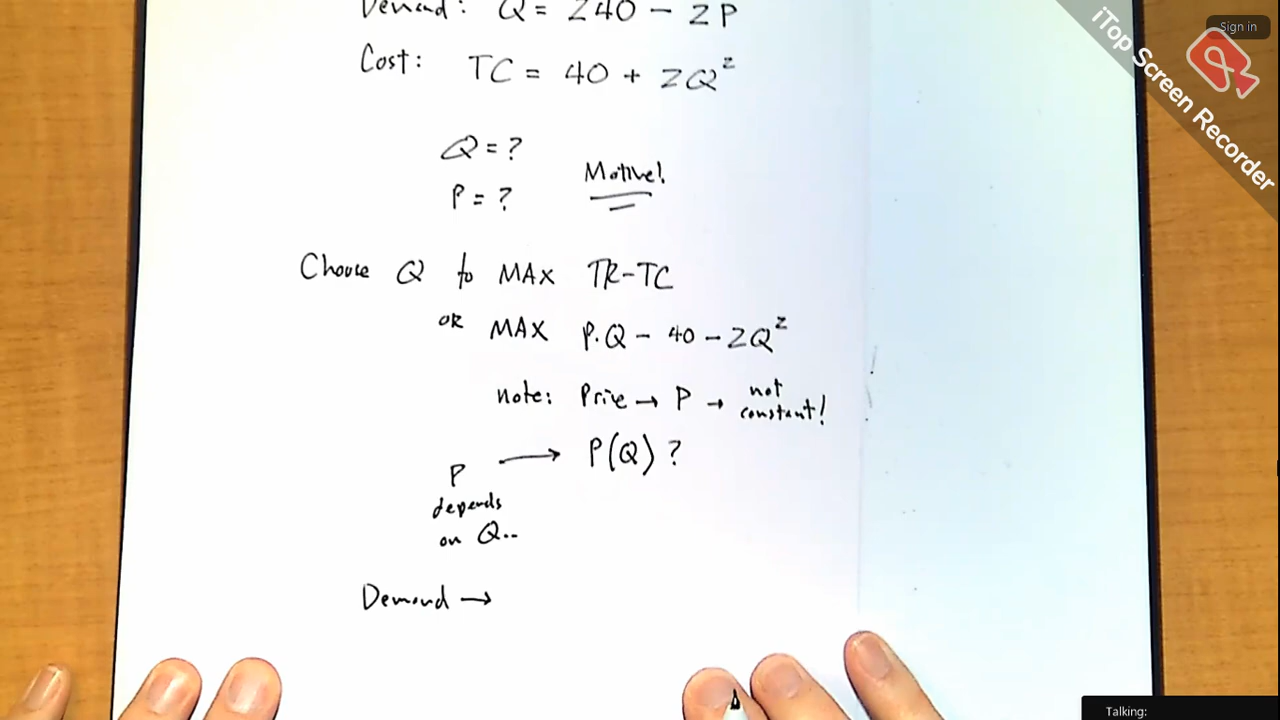 Demand: Q = 240 - 2P
Cost: TC = 40 + 2Q²
Q = ?
P = ?
Motive!
Choose Q to MAX TR-TC
OR MAX P·Q - 40 - 2Q²
note: Price → P → not constant!
P → P(Q) ?
depends
on Q..
Demand →
iTop Screen Recorder
Sign in
Talking: